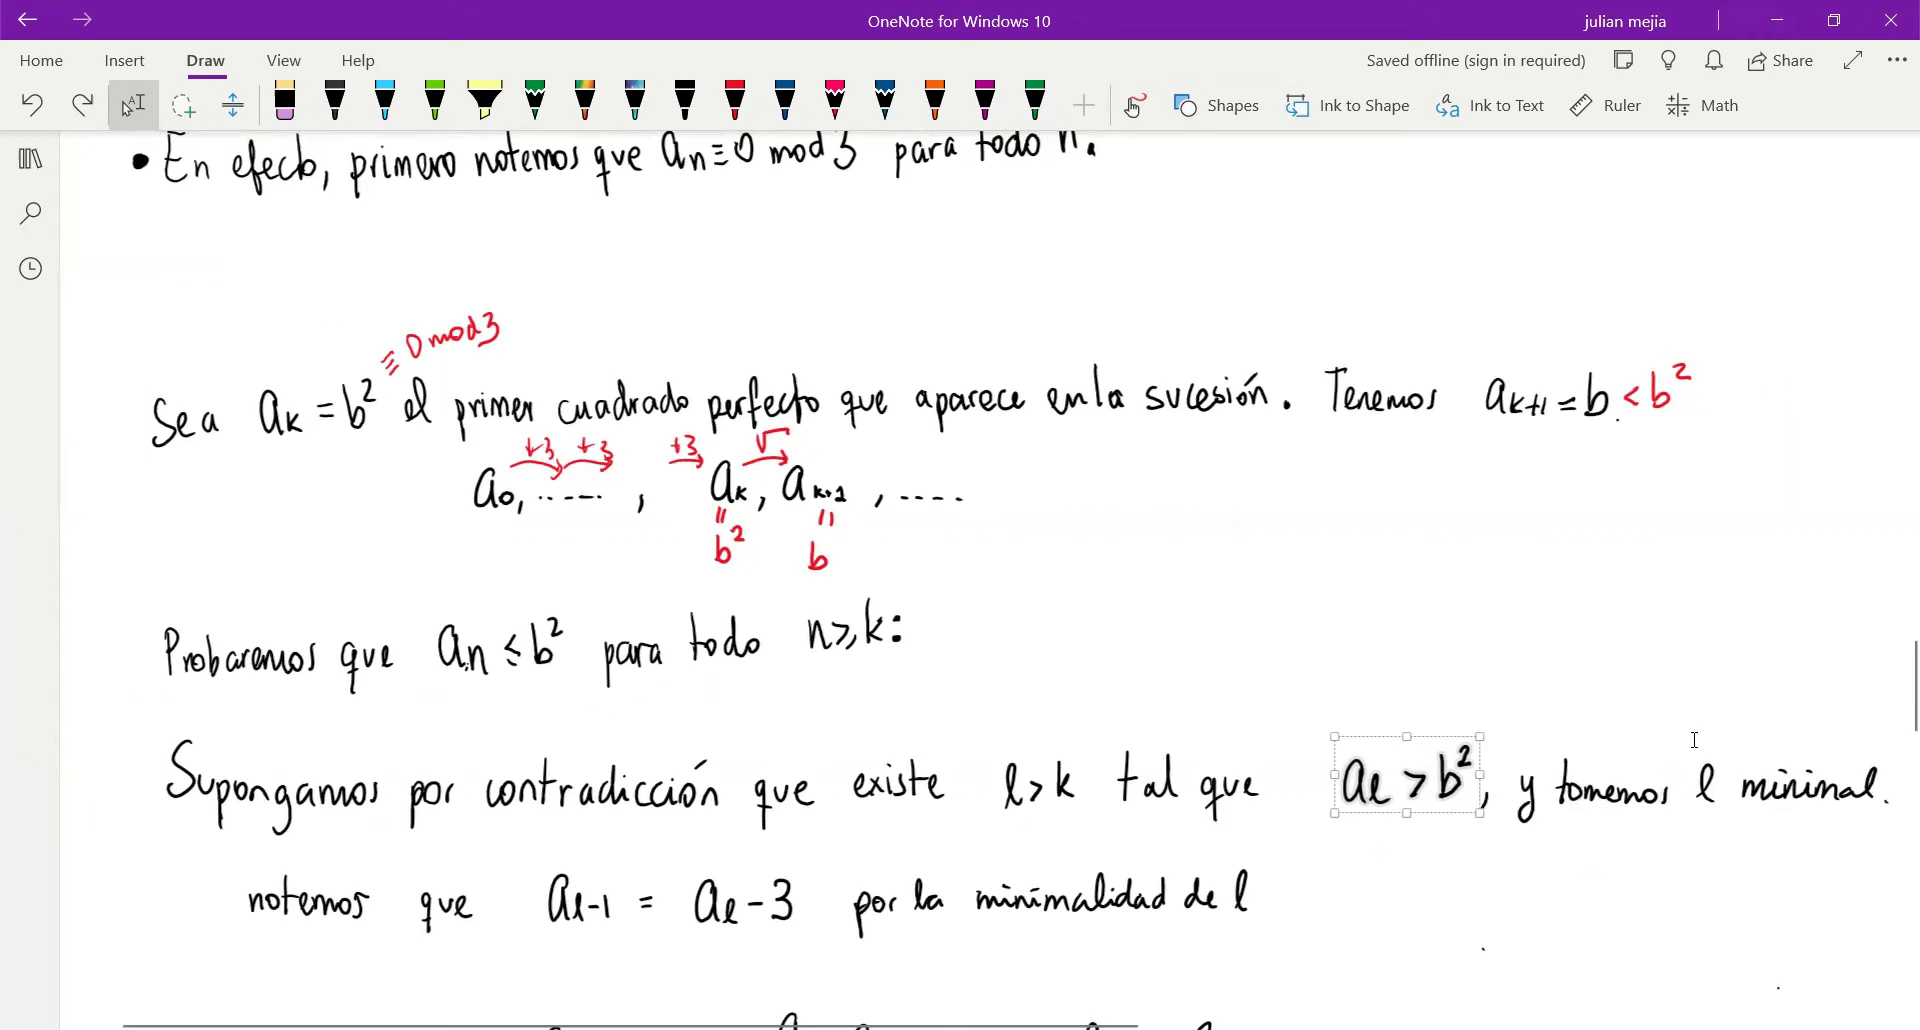 OneNote for Windows 10
julian mejia
Home Insert Draw View Help
Saved offline (sign in required) Share
Shapes Ink to Shape Ink to Text Ruler Math
• En efecto, primero notemos que an ≡ 0 mod 3 para todo n.
≡ 0 mod 3
Sea ak = b² el primer cuadrado perfecto que aparece en la sucesión. Tenemos ak+1 = b < b²
+3 +3 +3 √
a0, ......, ak, ak+1, ....
= =
b² b
Probaremos que an ≤ b² para todo n ≥ k:
Supongamos por contradicción que existe l > k tal que al > b², y tomemos l minimal.
notemos que al-1 = al - 3 por la minimalidad de l